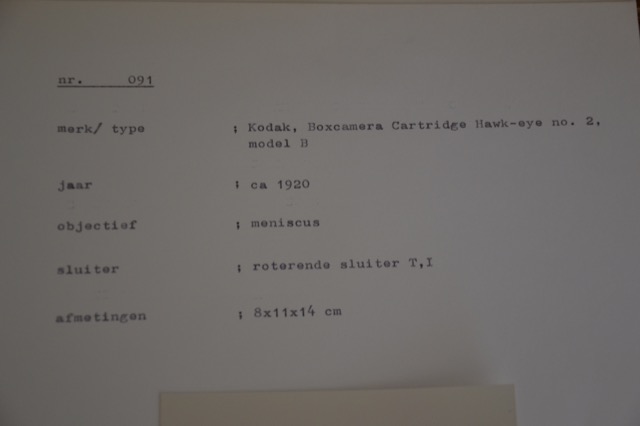 nr. 091
merk/ type ; Kodak, Boxcamera Cartridge Hawk-eye no. 2,
model B
jaar ; ca 1920
objectief ; meniscus
sluiter ; roterende sluiter T,I
afmetingen ; 8x11x14 cm